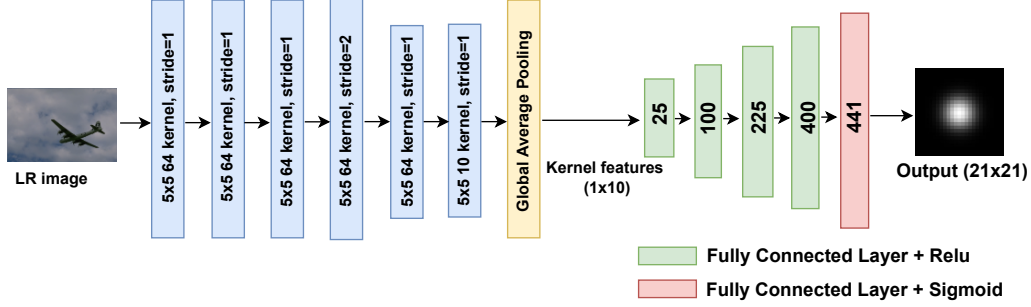 LR image
5x5 64 kernel, stride=1
5x5 64 kernel, stride=1
5x5 64 kernel, stride=1
5x5 64 kernel, stride=2
5x5 64 kernel, stride=1
5x5 10 kernel, stride=1
Global Average Pooling
Kernel features
(1x10)
25
100
225
400
441
Output (21x21)
Fully Connected Layer + Relu
Fully Connected Layer + Sigmoid